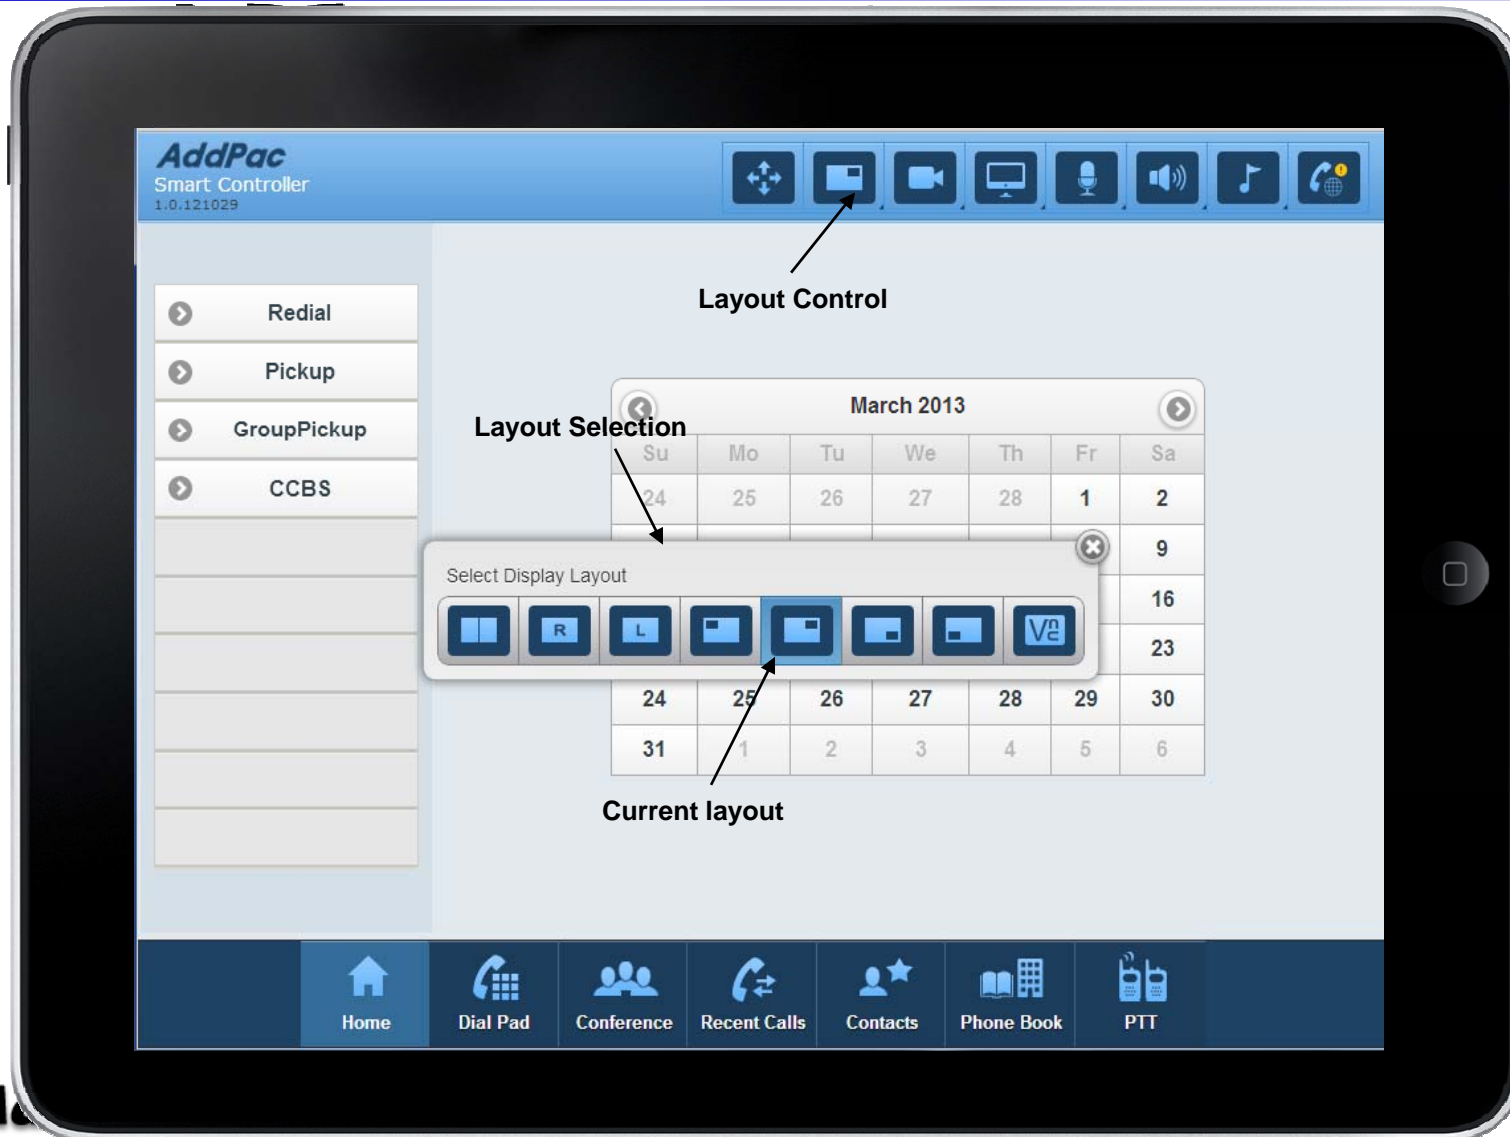 AddPac
Smart Controller
1.0.121029
Layout Control
Redial
Pickup
GroupPickup
CCBS
Layout Selection
March 2013
Su Mo Tu We Th Fr Sa
24 25 26 27 28 1 2
9
Select Display Layout
16
R L Vnc
23
24 25 26 27 28 29 30
31 1 2 3 4 5 6
Current layout
Home Dial Pad Conference Recent Calls Contacts Phone Book PTT